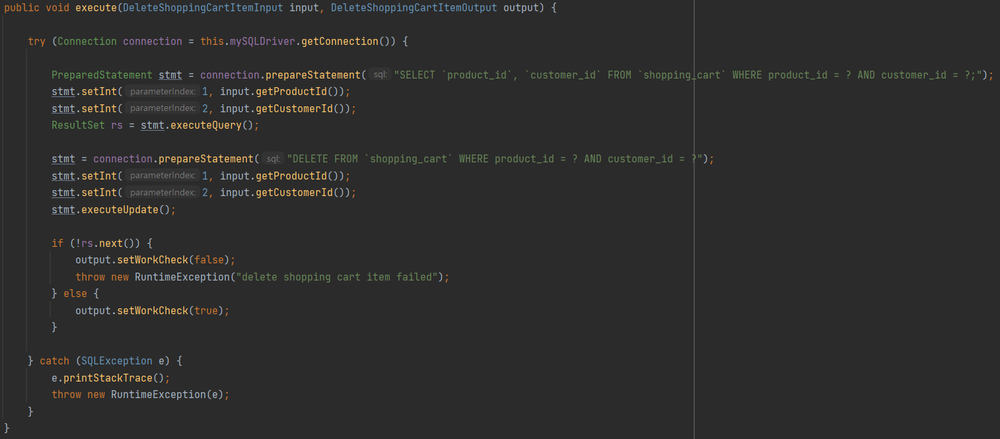 public void execute(DeleteShoppingCartItemInput input, DeleteShoppingCartItemOutput output) {
try (Connection connection = this.mySQLDriver.getConnection()) {
PreparedStatement stmt = connection.prepareStatement( sql: "SELECT `product_id`, `customer_id` FROM `shopping_cart` WHERE product_id = ? AND customer_id = ?;");
stmt.setInt( parameterIndex: 1, input.getProductId());
stmt.setInt( parameterIndex: 2, input.getCustomerId());
ResultSet rs = stmt.executeQuery();
stmt = connection.prepareStatement( sql: "DELETE FROM `shopping_cart` WHERE product_id = ? AND customer_id = ?");
stmt.setInt( parameterIndex: 1, input.getProductId());
stmt.setInt( parameterIndex: 2, input.getCustomerId());
stmt.executeUpdate();
if (!rs.next()) {
output.setWorkCheck(false);
throw new RuntimeException("delete shopping cart item failed");
} else {
output.setWorkCheck(true);
}
} catch (SQLException e) {
e.printStackTrace();
throw new RuntimeException(e);
}
}